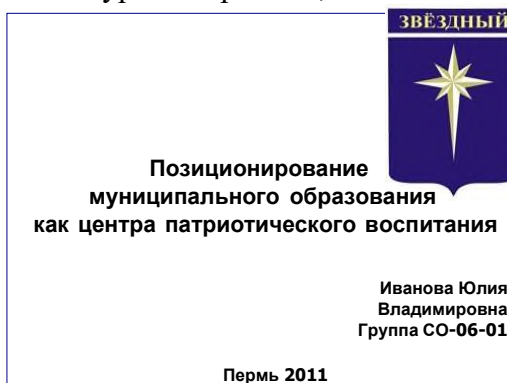 ЗВЁЗДНЫЙ
Позиционирование
муниципального образования
как центра патриотического воспитания
Иванова Юлия
Владимировна
Группа СО-06-01
Пермь 2011